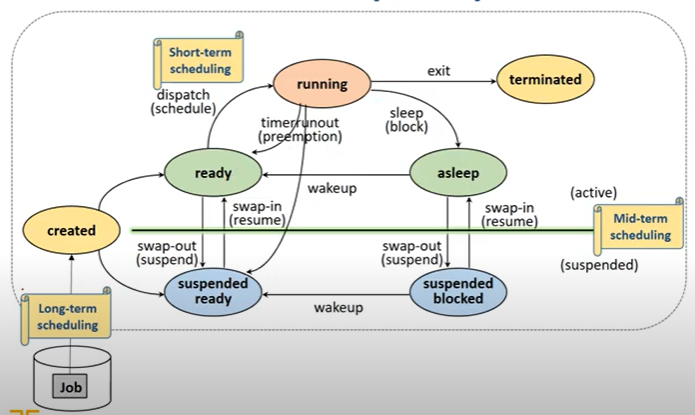 Short-term
scheduling
running
exit
terminated
dispatch
(schedule)
timerrunout
(preemption)
sleep
(block)
ready
wakeup
asleep
created
swap-in
(resume)
swap-out
(suspend)
swap-in
(resume)
swap-out
(suspend)
(active)
Mid-term
scheduling
(suspended)
suspended
ready
wakeup
suspended
blocked
Long-term
scheduling
Job